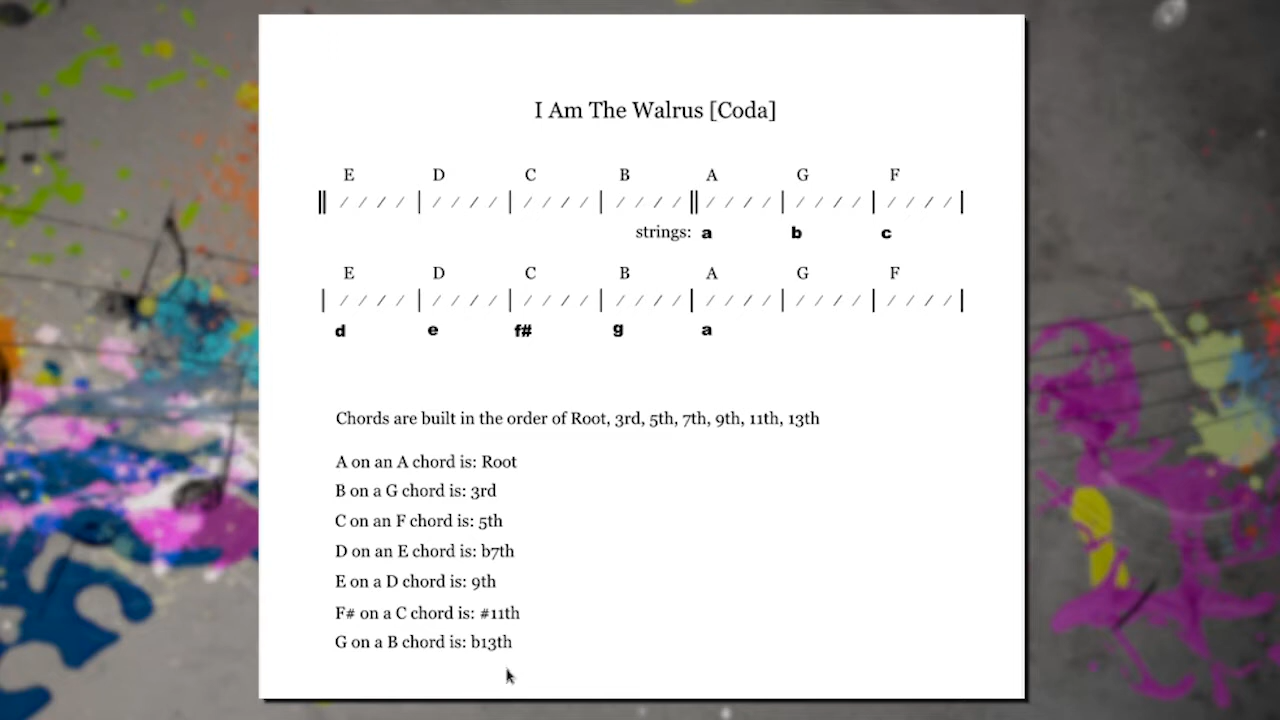 I Am The Walrus [Coda]
E D C B A G F
strings: a b c
E D C B A G F
d e f# g a
Chords are built in the order of Root, 3rd, 5th, 7th, 9th, 11th, 13th
A on an A chord is: Root
B on a G chord is: 3rd
C on an F chord is: 5th
D on an E chord is: b7th
E on a D chord is: 9th
F# on a C chord is: #11th
G on a B chord is: b13th